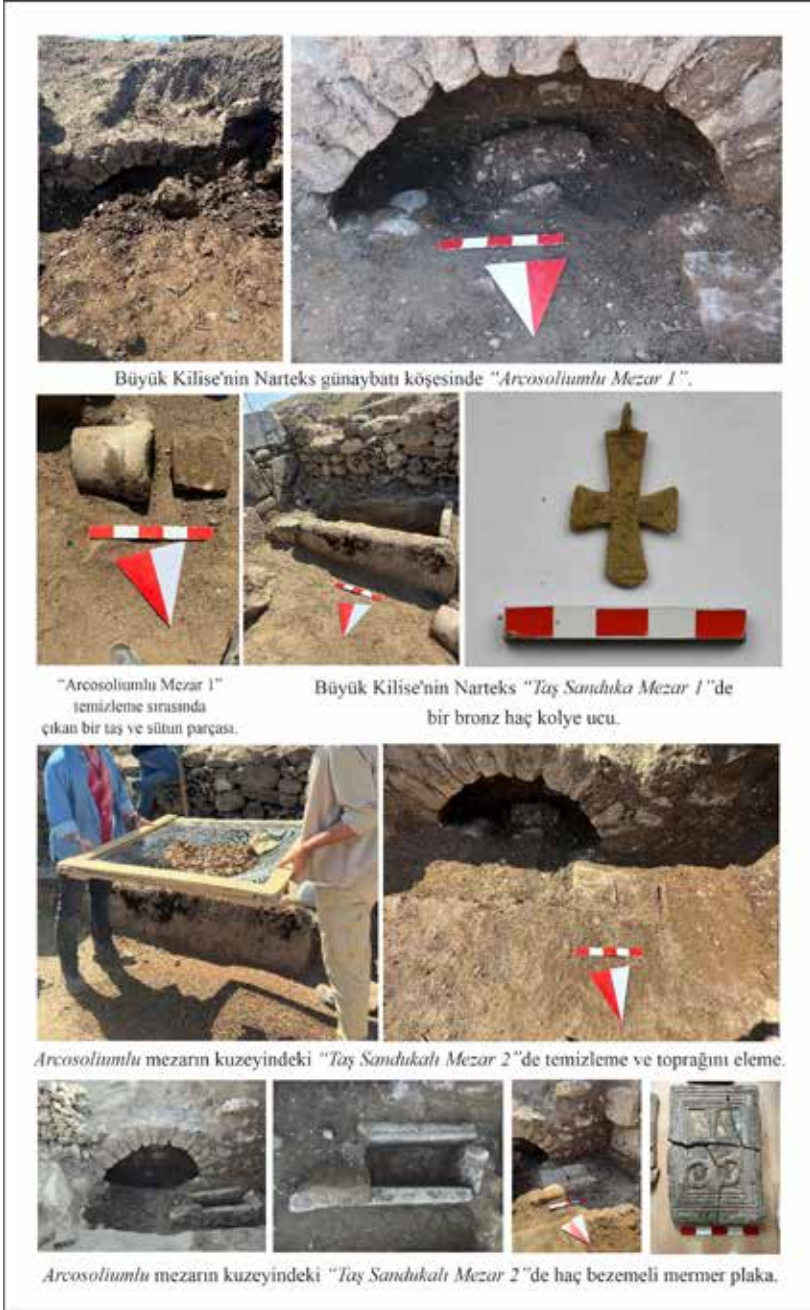 Büyük Kilise'nin Narteks günaybatı köşesinde "Arcosoliumlu Mezar 1".
"Arcosoliumlu Mezar 1"
temizleme sırasında
çıkan bir taş ve sütun parçası.
Büyük Kilise'nin Narteks "Taş Sanduka Mezar 1"de
bir bronz haç kolye ucu.
Arcosoliumlu mezarın kuzeyindeki "Taş Sandukalı Mezar 2"de temizleme ve toprağını eleme.
Arcosoliumlu mezarın kuzeyindeki "Taş Sandukalı Mezar 2"de haç bezemeli mermer plaka.